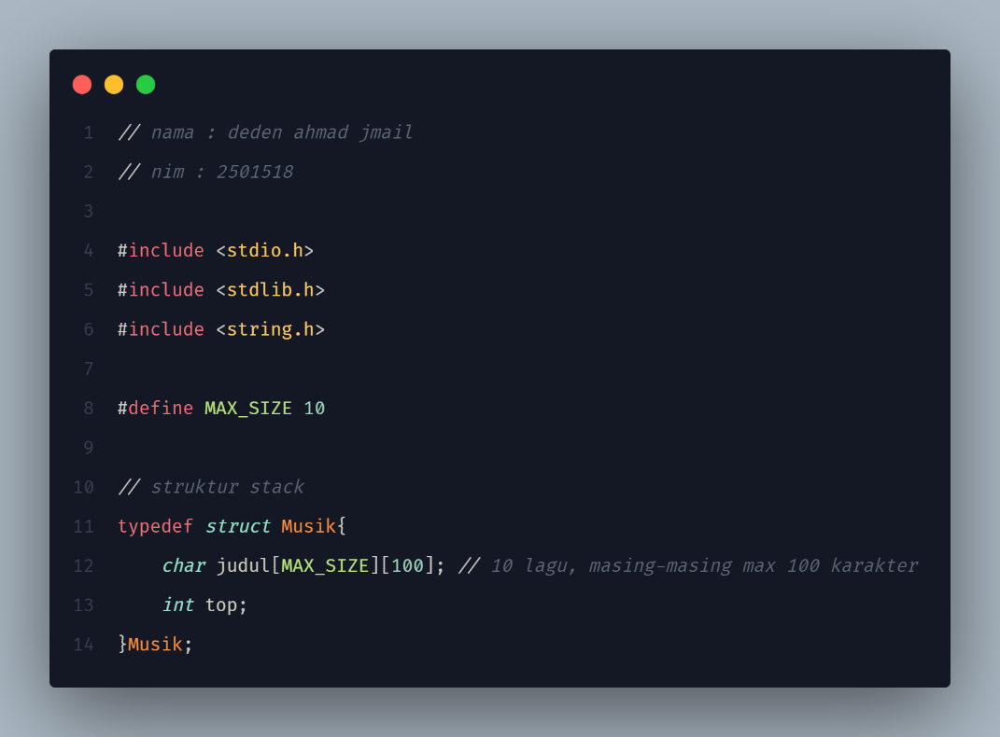 1 // nama : deden ahmad jmail
2 // nim : 2501518
3
4 #include <stdio.h>
5 #include <stdlib.h>
6 #include <string.h>
7
8 #define MAX_SIZE 10
9
10 // struktur stack
11 typedef struct Musik{
12     char judul[MAX_SIZE][100]; // 10 lagu, masing-masing max 100 karakter
13     int top;
14 }Musik;